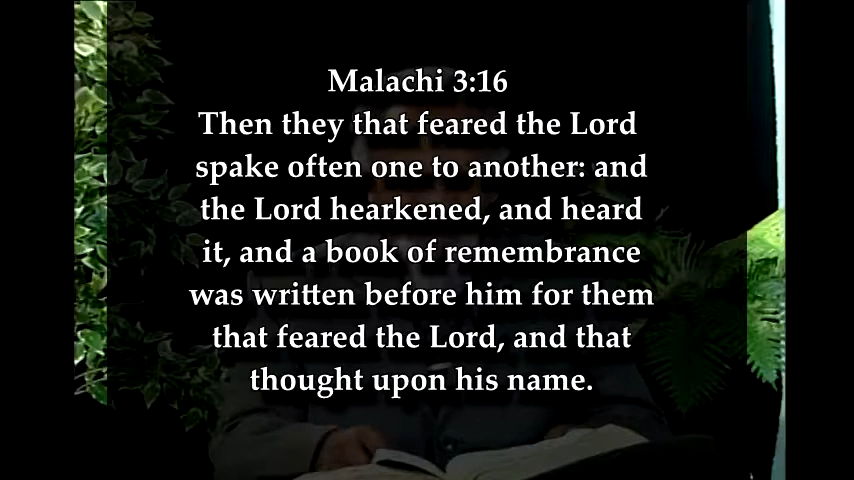 Malachi 3:16
Then they that feared the Lord
spake often one to another: and
the Lord hearkened, and heard
it, and a book of remembrance
was written before him for them
that feared the Lord, and that
thought upon his name.